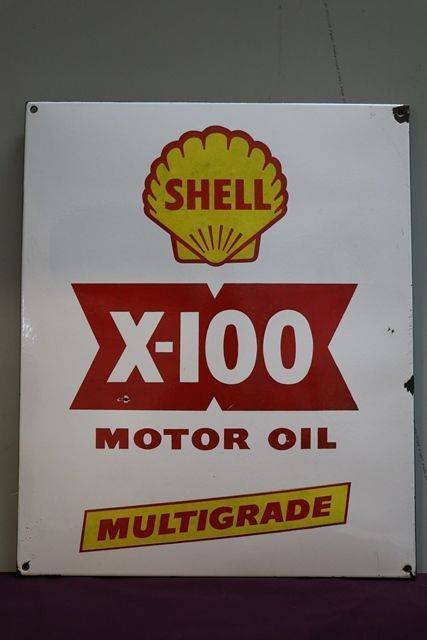 SHELL
X-100
MOTOR OIL
MULTIGRADE